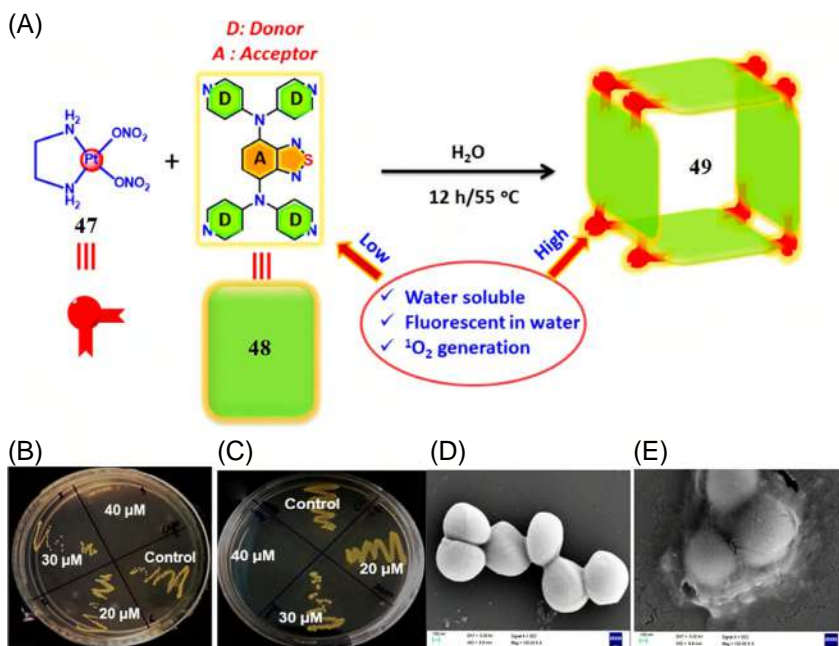 (A)
D: Donor
A : Acceptor
N
N
D
D
H2
N
ONO2
Pt
ONO2
N
H2
47
+
N
N
A
S
N
N
D
D
N
N
H2O
12 h/55 °C
49
Low
High
✓ Water soluble
✓ Fluorescent in water
✓ ¹O2 generation
48
(B)
(C)
(D)
(E)
40 µM
30 µM
Control
20 µM
Control
40 µM
20 µM
30 µM